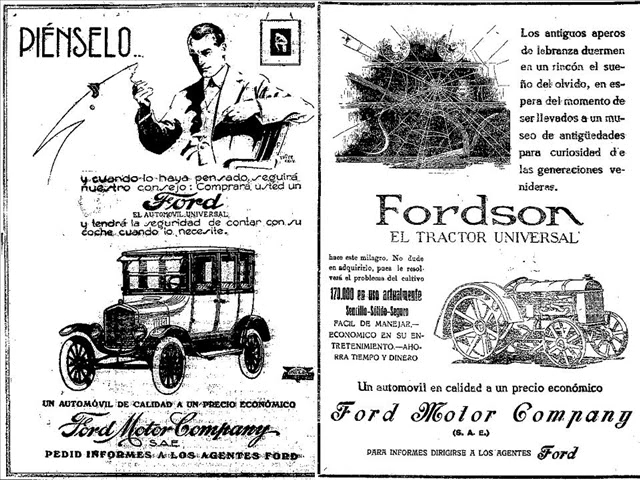 PIÉNSELO...
y cuando lo haya pensado, seguirá
nuestro consejo: Comprará usted un
Ford
EL AUTOMOVIL UNIVERSAL,
y tendrá la seguridad de contar con su
coche cuando lo necesite.
UN AUTOMÓVIL DE CALIDAD A UN PRECIO ECONÓMICO
Ford Motor Company
S.A.E.
PEDID INFORMES A LOS AGENTES FORD
Los antiguos aperos
de labranza duermen
en un rincón el sue-
ño del olvido, en es-
pera del momento de
ser llevados a un mu-
seo de antigüedades
para curiosidad de
las generaciones ve-
nideras.
Fordson
EL TRACTOR UNIVERSAL
hace este milagro. No dude
en adquirirlo, pues le resol-
verá el problema del cultivo
170.000 en uso actualmente
Sencillo-Sólido-Seguro
FACIL DE MANEJAR.—
ECONOMICO EN SU EN-
TRETENIMIENTO.—AHO-
RRA TIEMPO Y DINERO
Un automovil en calidad a un precio económico
Ford Motor Company
(S. A. E.)
PARA INFORMES DIRIGIRSE A LOS AGENTES Ford